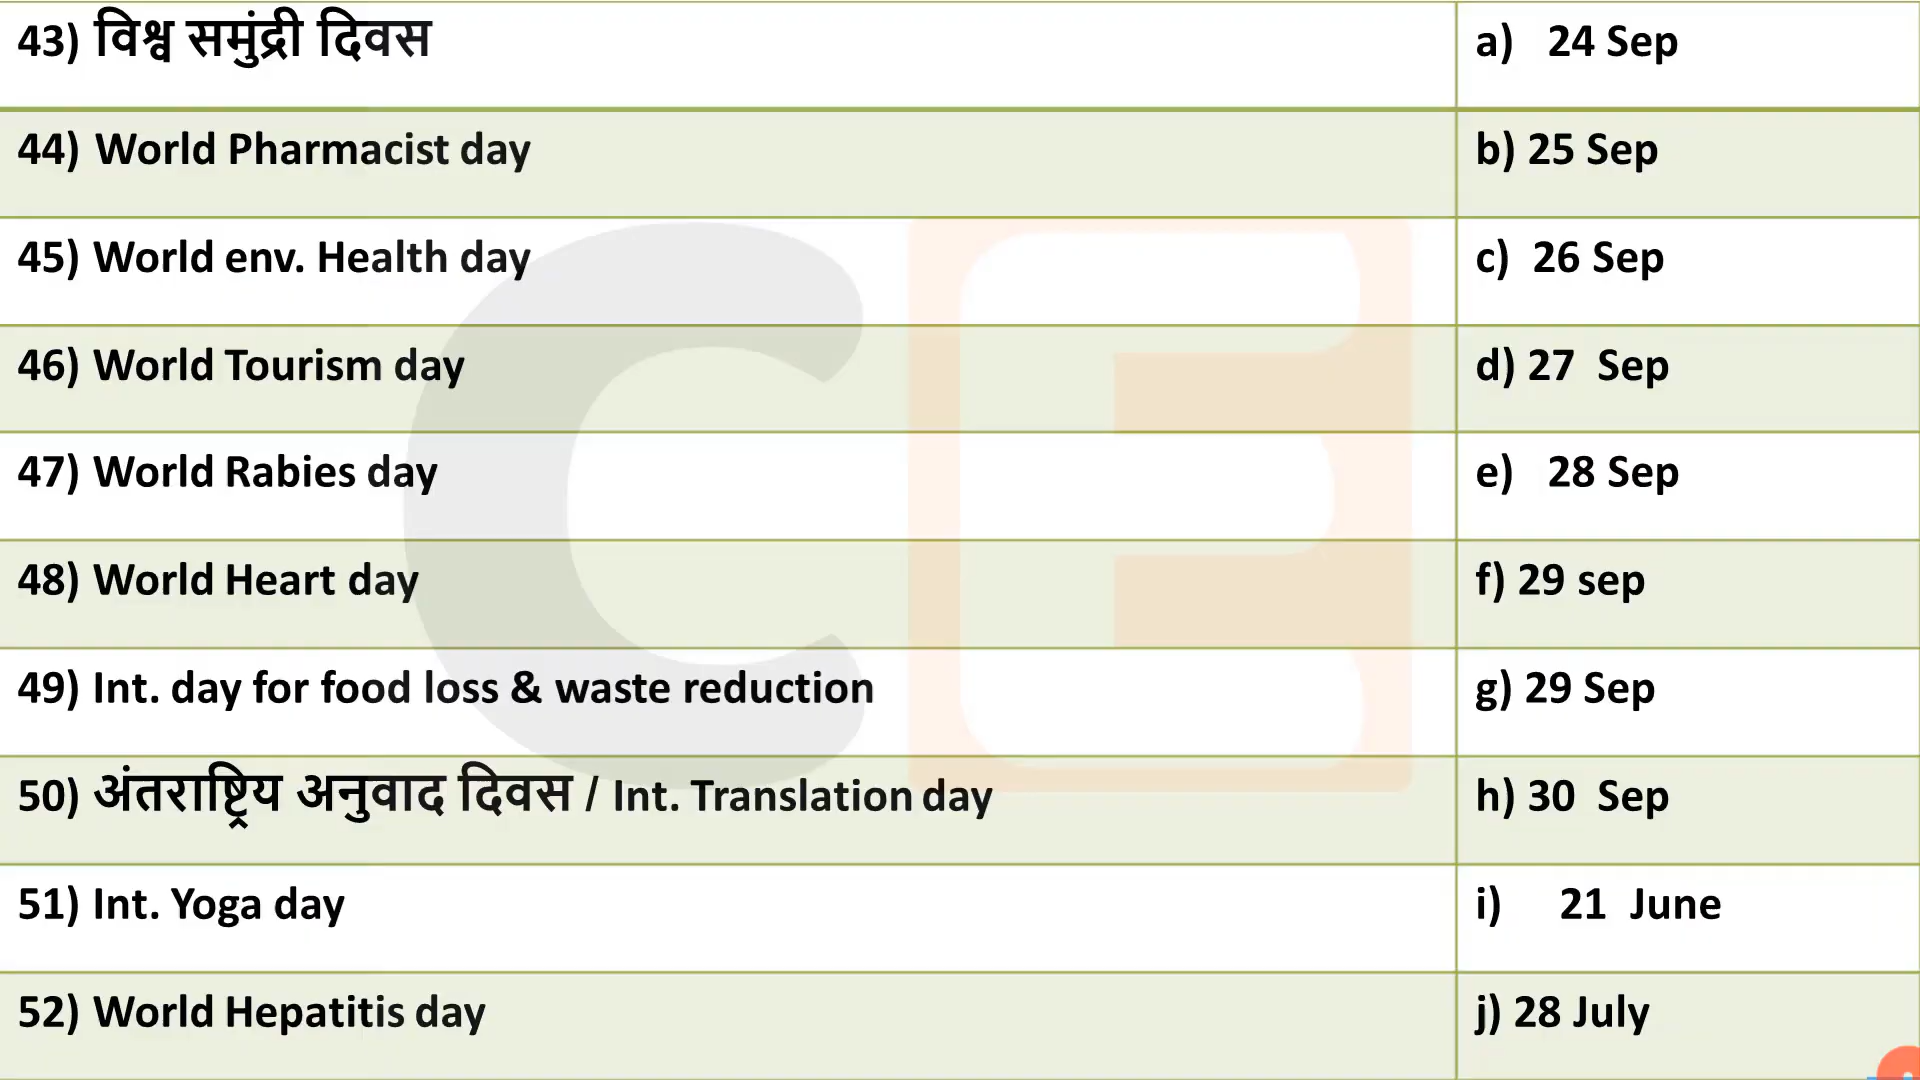 43) विश्व समुंद्री दिवस a) 24 Sep
44) World Pharmacist day b) 25 Sep
45) World env. Health day c) 26 Sep
46) World Tourism day d) 27 Sep
47) World Rabies day e) 28 Sep
48) World Heart day f) 29 sep
49) Int. day for food loss & waste reduction g) 29 Sep
50) अंतराष्ट्रिय अनुवाद दिवस / Int. Translation day h) 30 Sep
51) Int. Yoga day i) 21 June
52) World Hepatitis day j) 28 July
CE